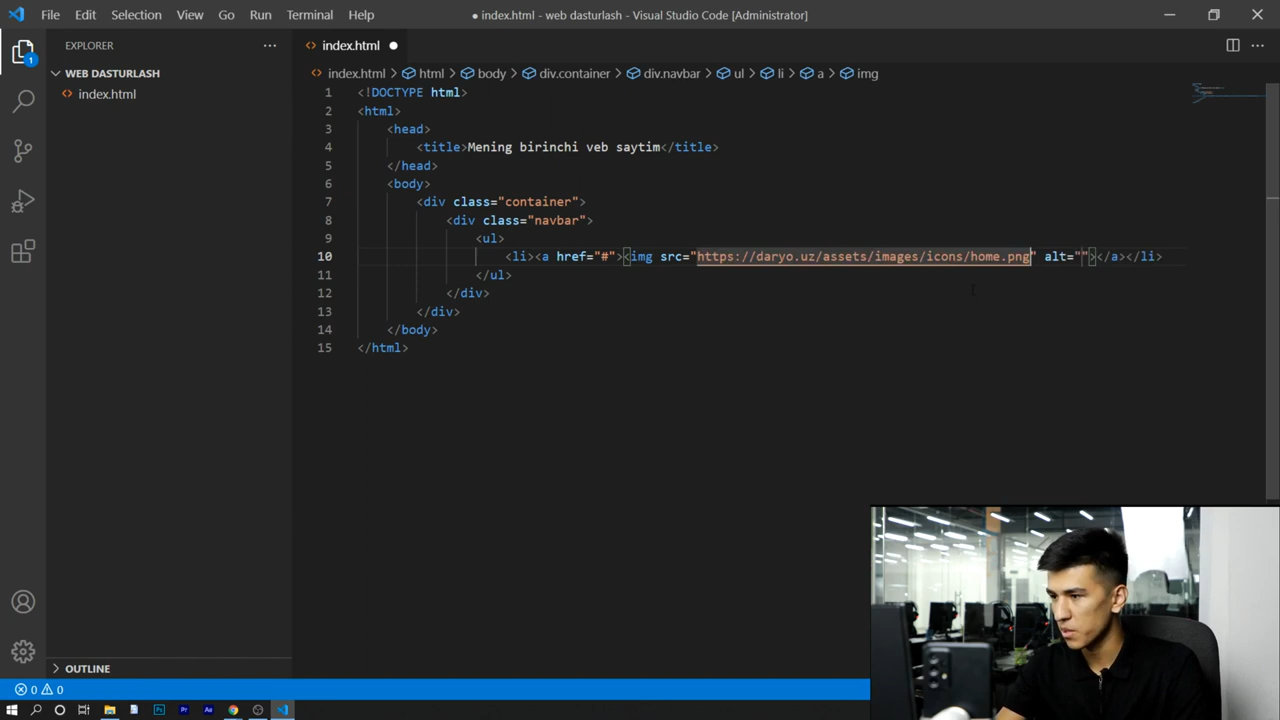 File Edit Selection View Go Run Terminal Help
● index.html - web dasturlash - Visual Studio Code [Administrator]
EXPLORER
index.html
1
WEB DASTURLASH
index.html > html > body > div.container > div.navbar > ul > li > a > img
index.html
1 <!DOCTYPE html>
2 <html>
3 <head>
4 <title>Mening birinchi veb saytim</title>
5 </head>
6 <body>
7 <div class="container">
8 <div class="navbar">
9 <ul>
10 <li><a href="#"><img src="https://daryo.uz/assets/images/icons/home.png" alt=""></a></li>
11 </ul>
12 </div>
13 </div>
14 </body>
15 </html>
OUTLINE
0 0
Ps Pr Ae